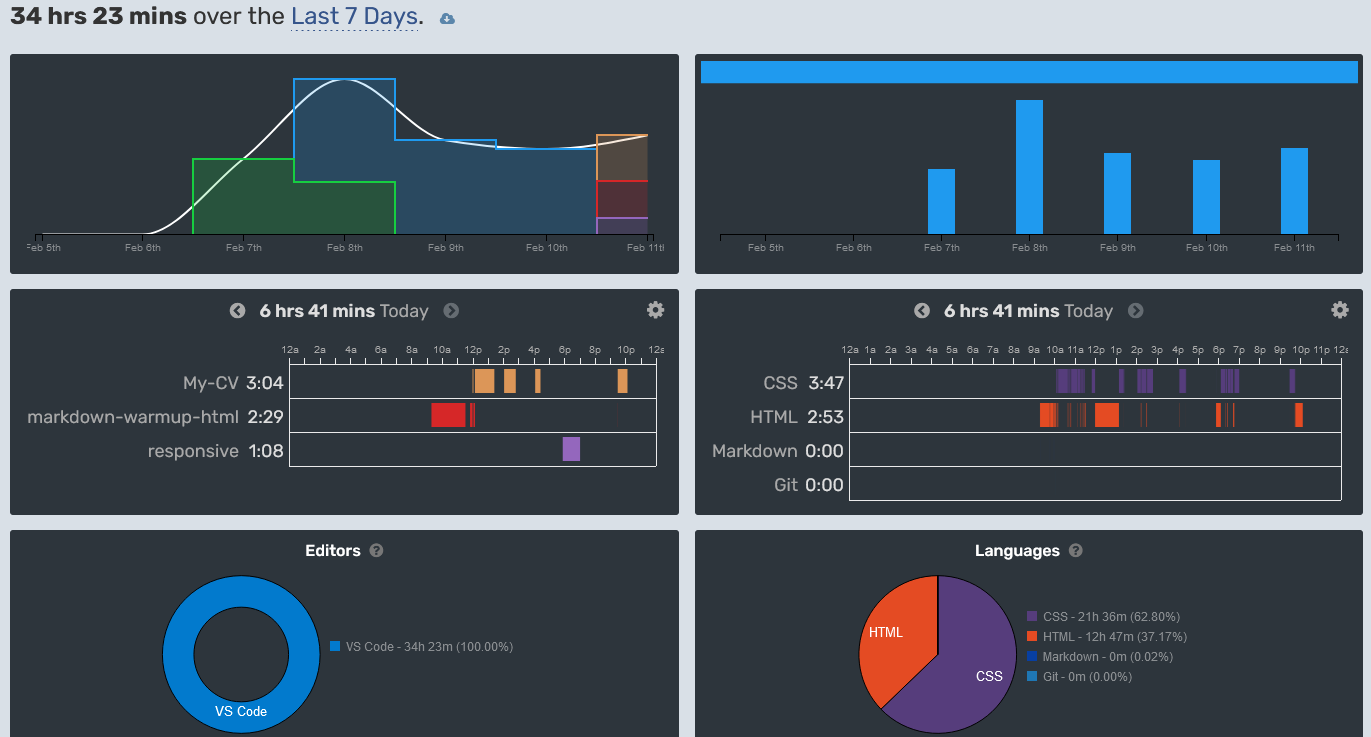 34 hrs 23 mins over the Last 7 Days.
Feb 5th Feb 6th Feb 7th Feb 8th Feb 9th Feb 10th Feb 11th
Feb 5th Feb 6th Feb 7th Feb 8th Feb 9th Feb 10th Feb 11th
6 hrs 41 mins Today
12a 2a 4a 6a 8a 10a 12p 2p 4p 6p 8p 10p 12a
My-CV 3:04
markdown-warmup-html 2:29
responsive 1:08
6 hrs 41 mins Today
12a 1a 2a 3a 4a 5a 6a 7a 8a 9a 10a 11a 12p 1p 2p 3p 4p 5p 6p 7p 8p 9p 10p 11p 12a
CSS 3:47
HTML 2:53
Markdown 0:00
Git 0:00
Editors ?
VS Code - 34h 23m (100.00%)
VS Code
Languages ?
HTML
CSS
CSS - 21h 36m (62.80%)
HTML - 12h 47m (37.17%)
Markdown - 0m (0.02%)
Git - 0m (0.00%)